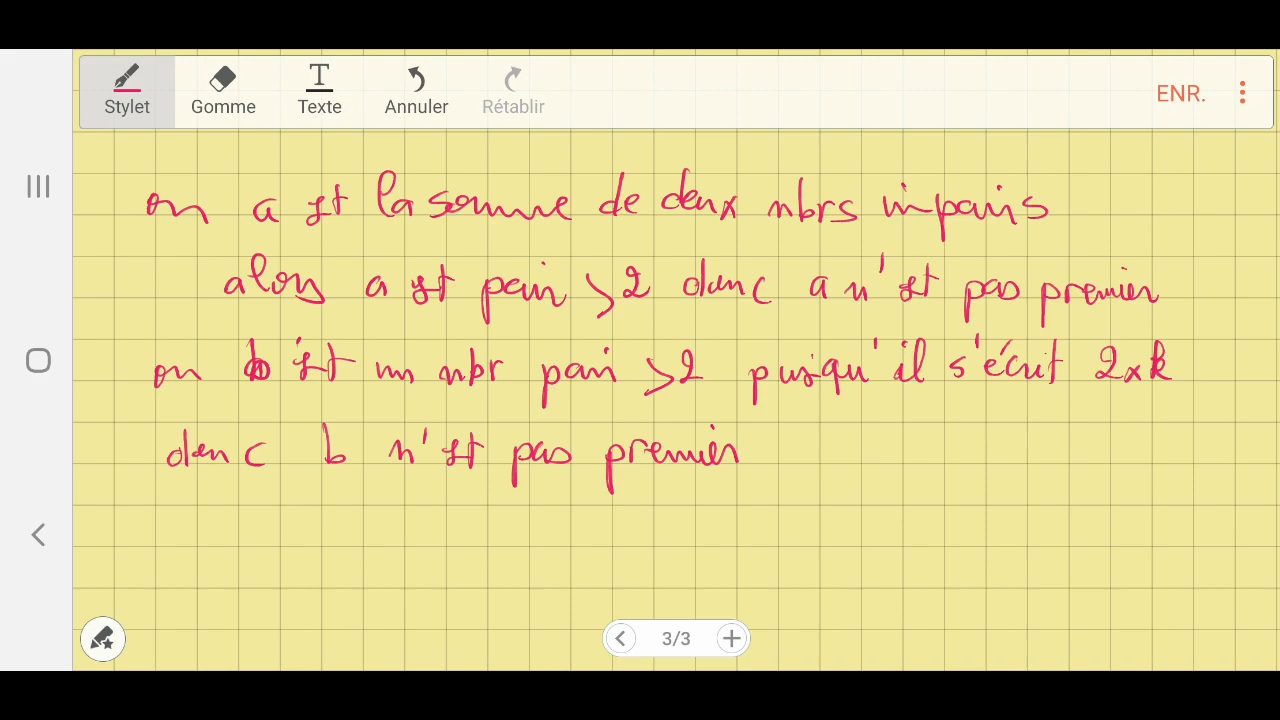 Stylet Gomme Texte Annuler Rétablir ENR.
on a est la somme de deux nbrs impairs
alors a est pair >2 donc a n'est pas premier
on b est un nbr pair >2 puisqu'il s'écrit 2xk
donc b n'est pas premier
3/3